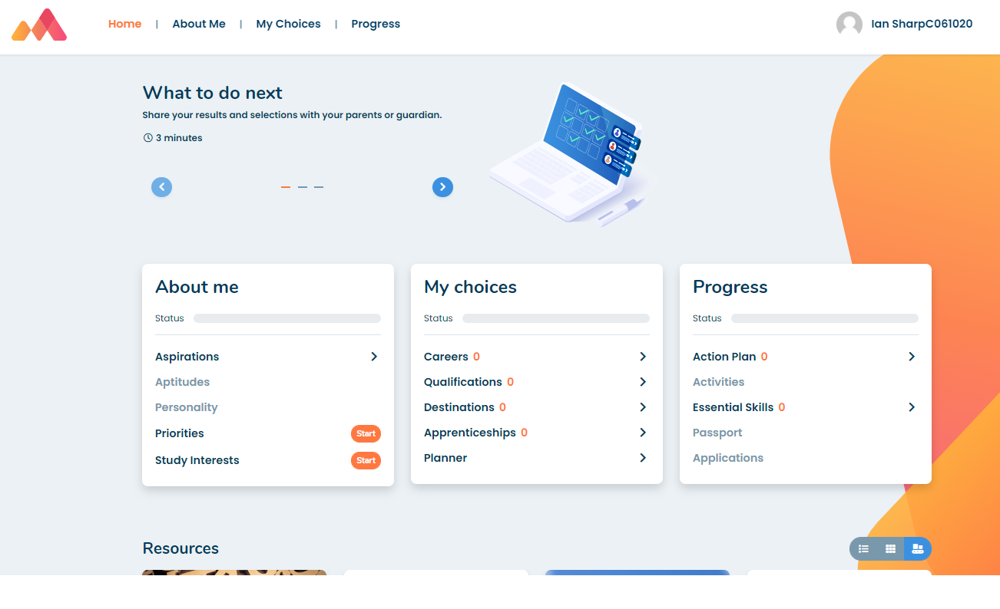 Home | About Me | My Choices | Progress
Ian SharpC061020
What to do next
Share your results and selections with your parents or guardian.
3 minutes
About me
Status
Aspirations
Aptitudes
Personality
Priorities Start
Study Interests Start
My choices
Status
Careers 0
Qualifications 0
Destinations 0
Apprenticeships 0
Planner
Progress
Status
Action Plan 0
Activities
Essential Skills 0
Passport
Applications
Resources